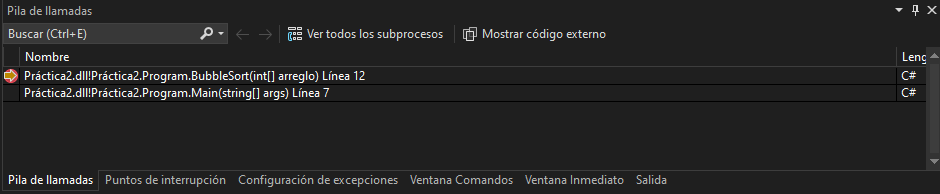 Pila de llamadas
Buscar (Ctrl+E) Ver todos los subprocesos Mostrar código externo
Nombre Leng
Práctica2.dll!Práctica2.Program.BubbleSort(int[] arreglo) Línea 12 C#
Práctica2.dll!Práctica2.Program.Main(string[] args) Línea 7 C#
Pila de llamadas Puntos de interrupción Configuración de excepciones Ventana Comandos Ventana Inmediato Salida